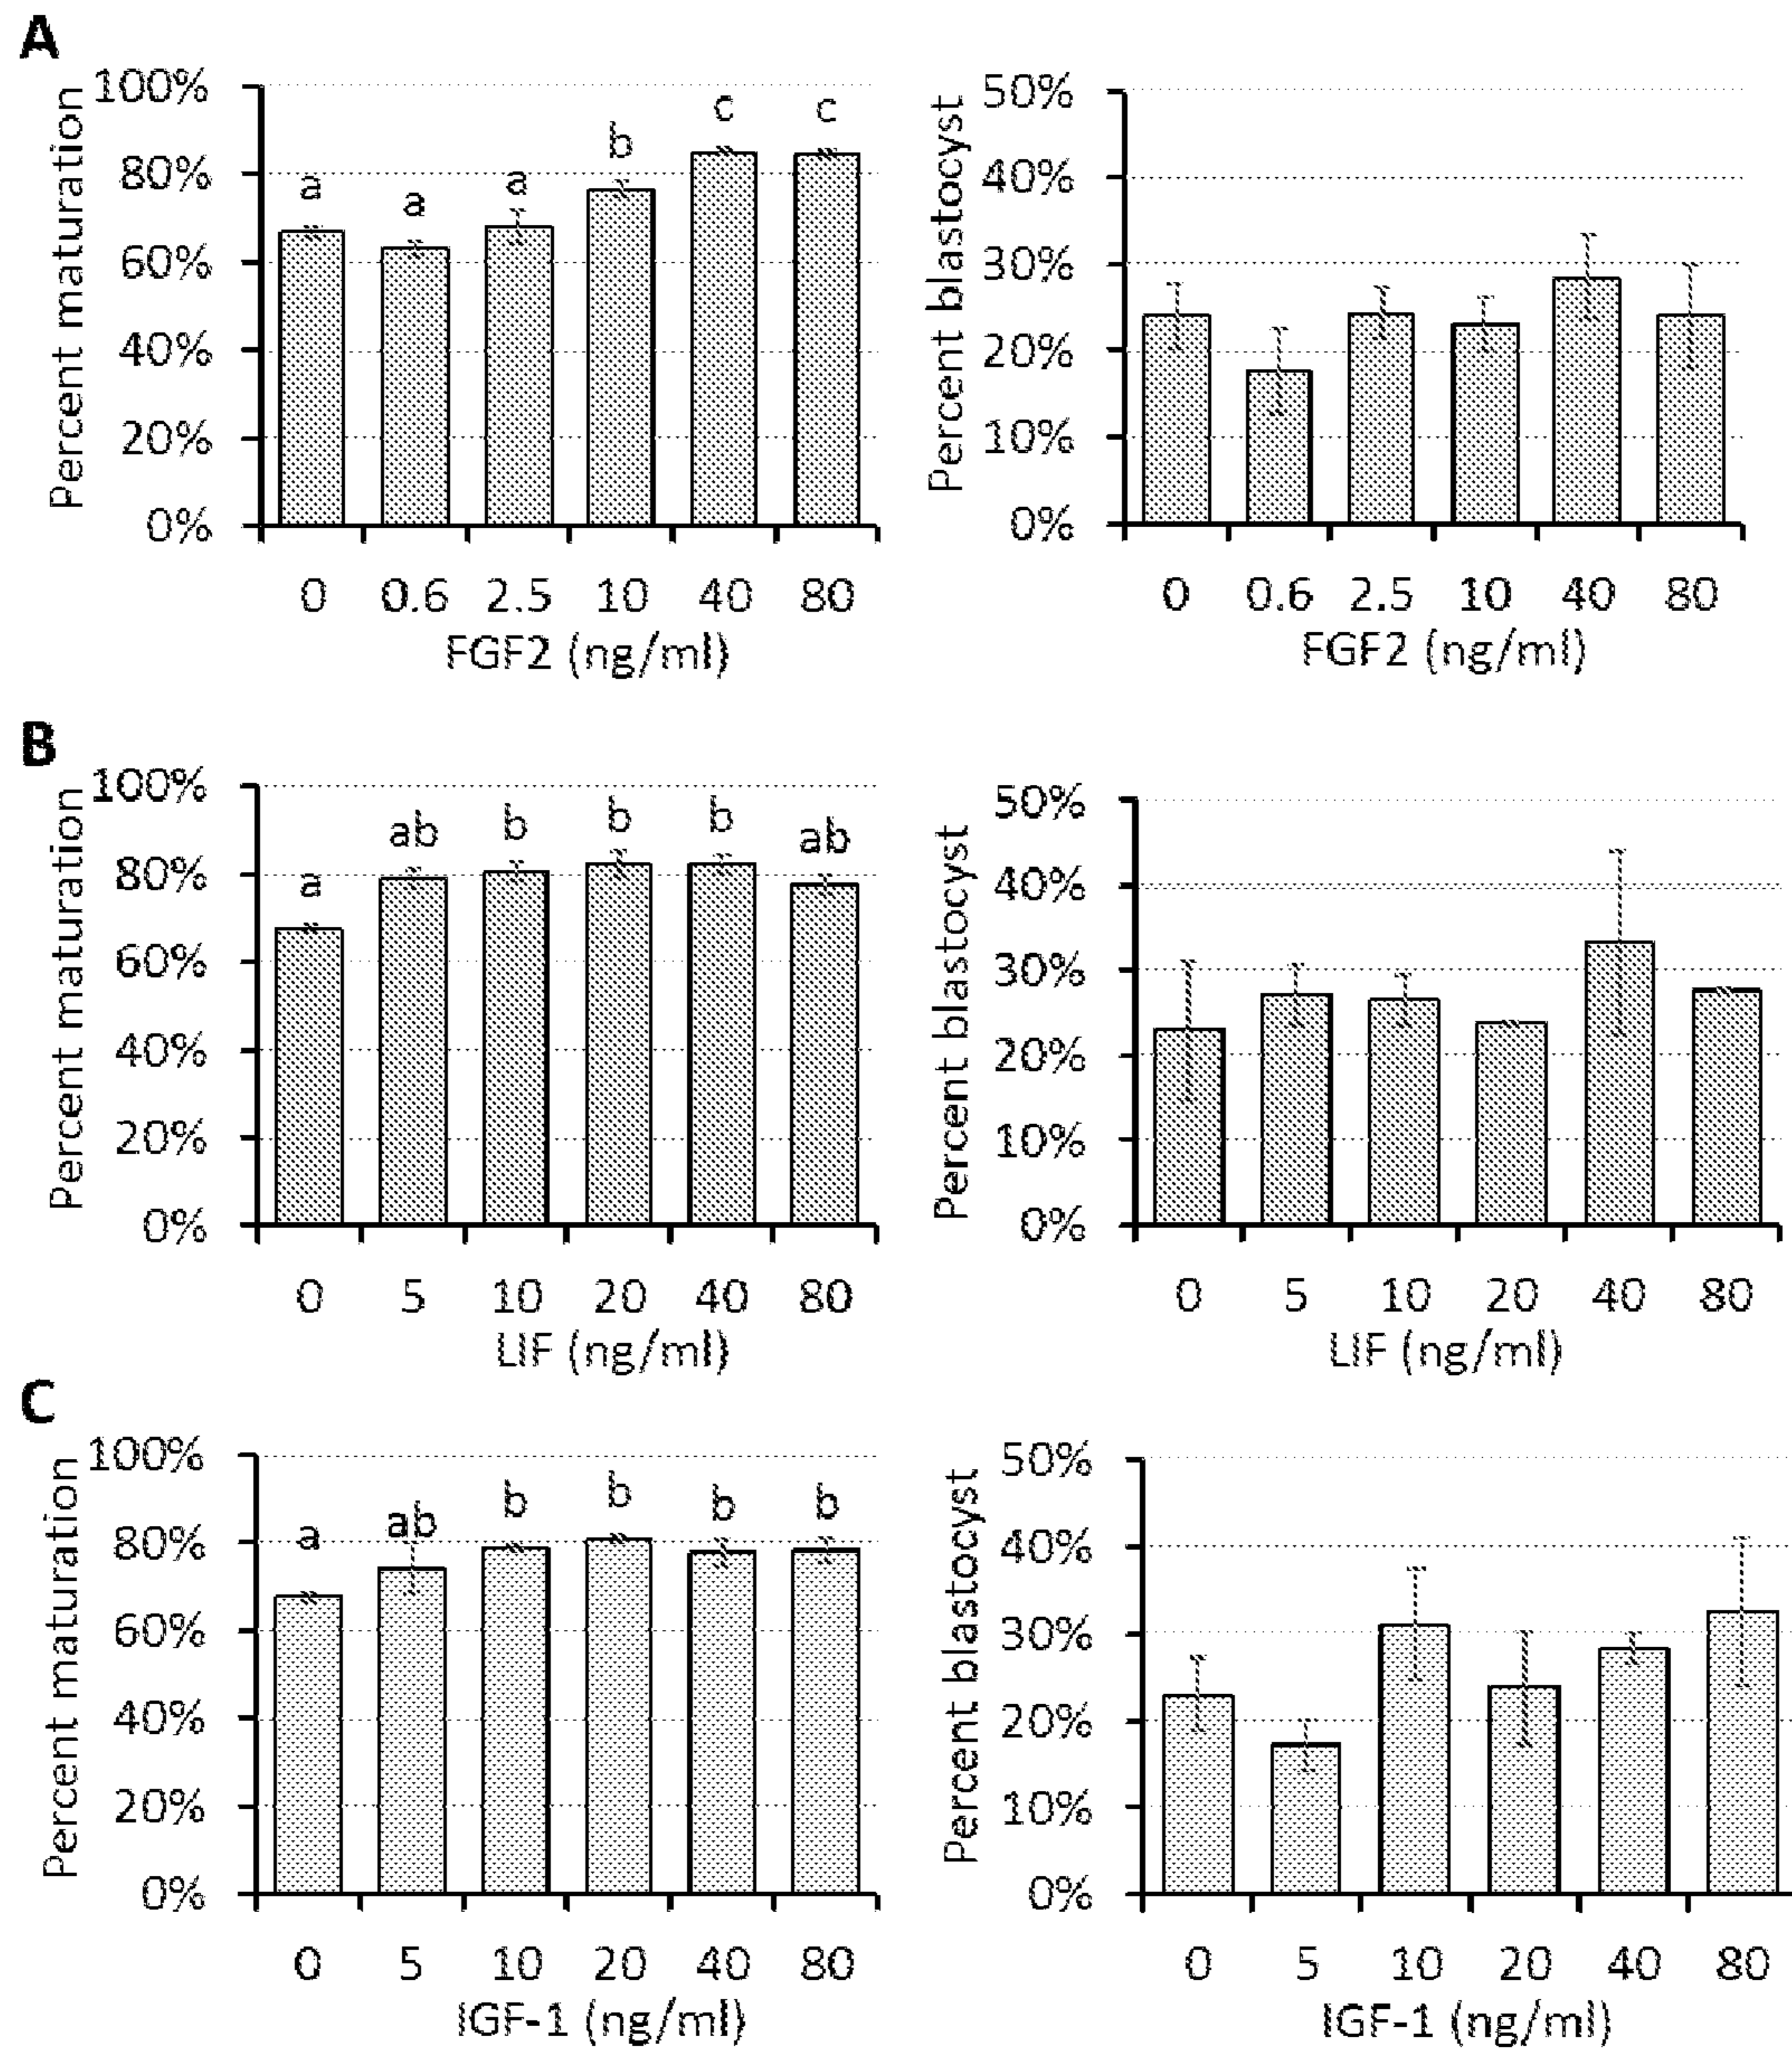 A
Percent maturation
100%
80%
60%
40%
20%
0%
a a a b c c
0 0.6 2.5 10 40 80
FGF2 (ng/ml)
Percent blastocyst
50%
40%
30%
20%
10%
0%
0 0.6 2.5 10 40 80
FGF2 (ng/ml)
B
Percent maturation
100%
80%
60%
40%
20%
0%
a ab b b b ab
0 5 10 20 40 80
LIF (ng/ml)
Percent blastocyst
50%
40%
30%
20%
10%
0%
0 5 10 20 40 80
LIF (ng/ml)
C
Percent maturation
100%
80%
60%
40%
20%
0%
a ab b b b b
0 5 10 20 40 80
IGF-1 (ng/ml)
Percent blastocyst
50%
40%
30%
20%
10%
0%
0 5 10 20 40 80
IGF-1 (ng/ml)